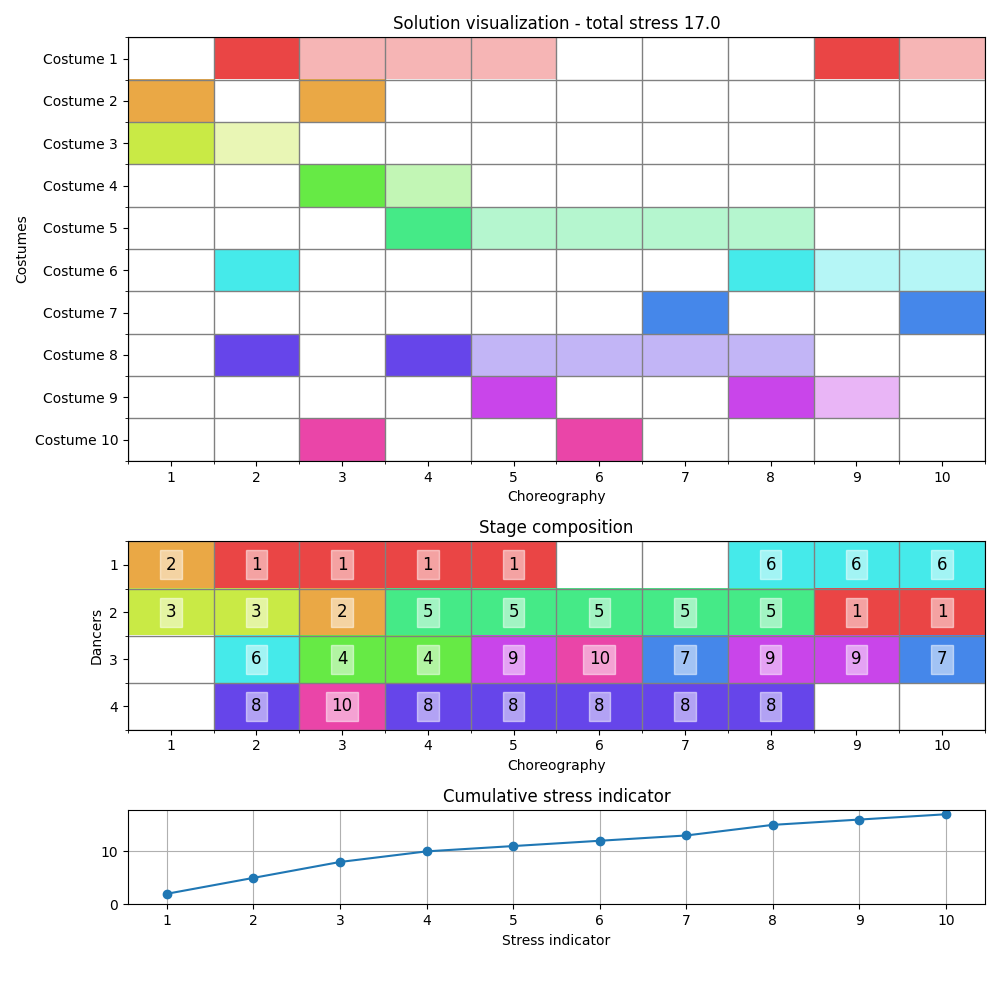 Solution visualization - total stress 17.0
Costumes
Costume 1
Costume 2
Costume 3
Costume 4
Costume 5
Costume 6
Costume 7
Costume 8
Costume 9
Costume 10
1 2 3 4 5 6 7 8 9 10
Choreography
Stage composition
Dancers
1 2 1 1 1 1 6 6 6
2 3 3 2 5 5 5 5 5 1 1
3 6 4 4 9 10 7 9 9 7
4 8 10 8 8 8 8 8
1 2 3 4 5 6 7 8 9 10
Choreography
Cumulative stress indicator
10
0
1 2 3 4 5 6 7 8 9 10
Stress indicator